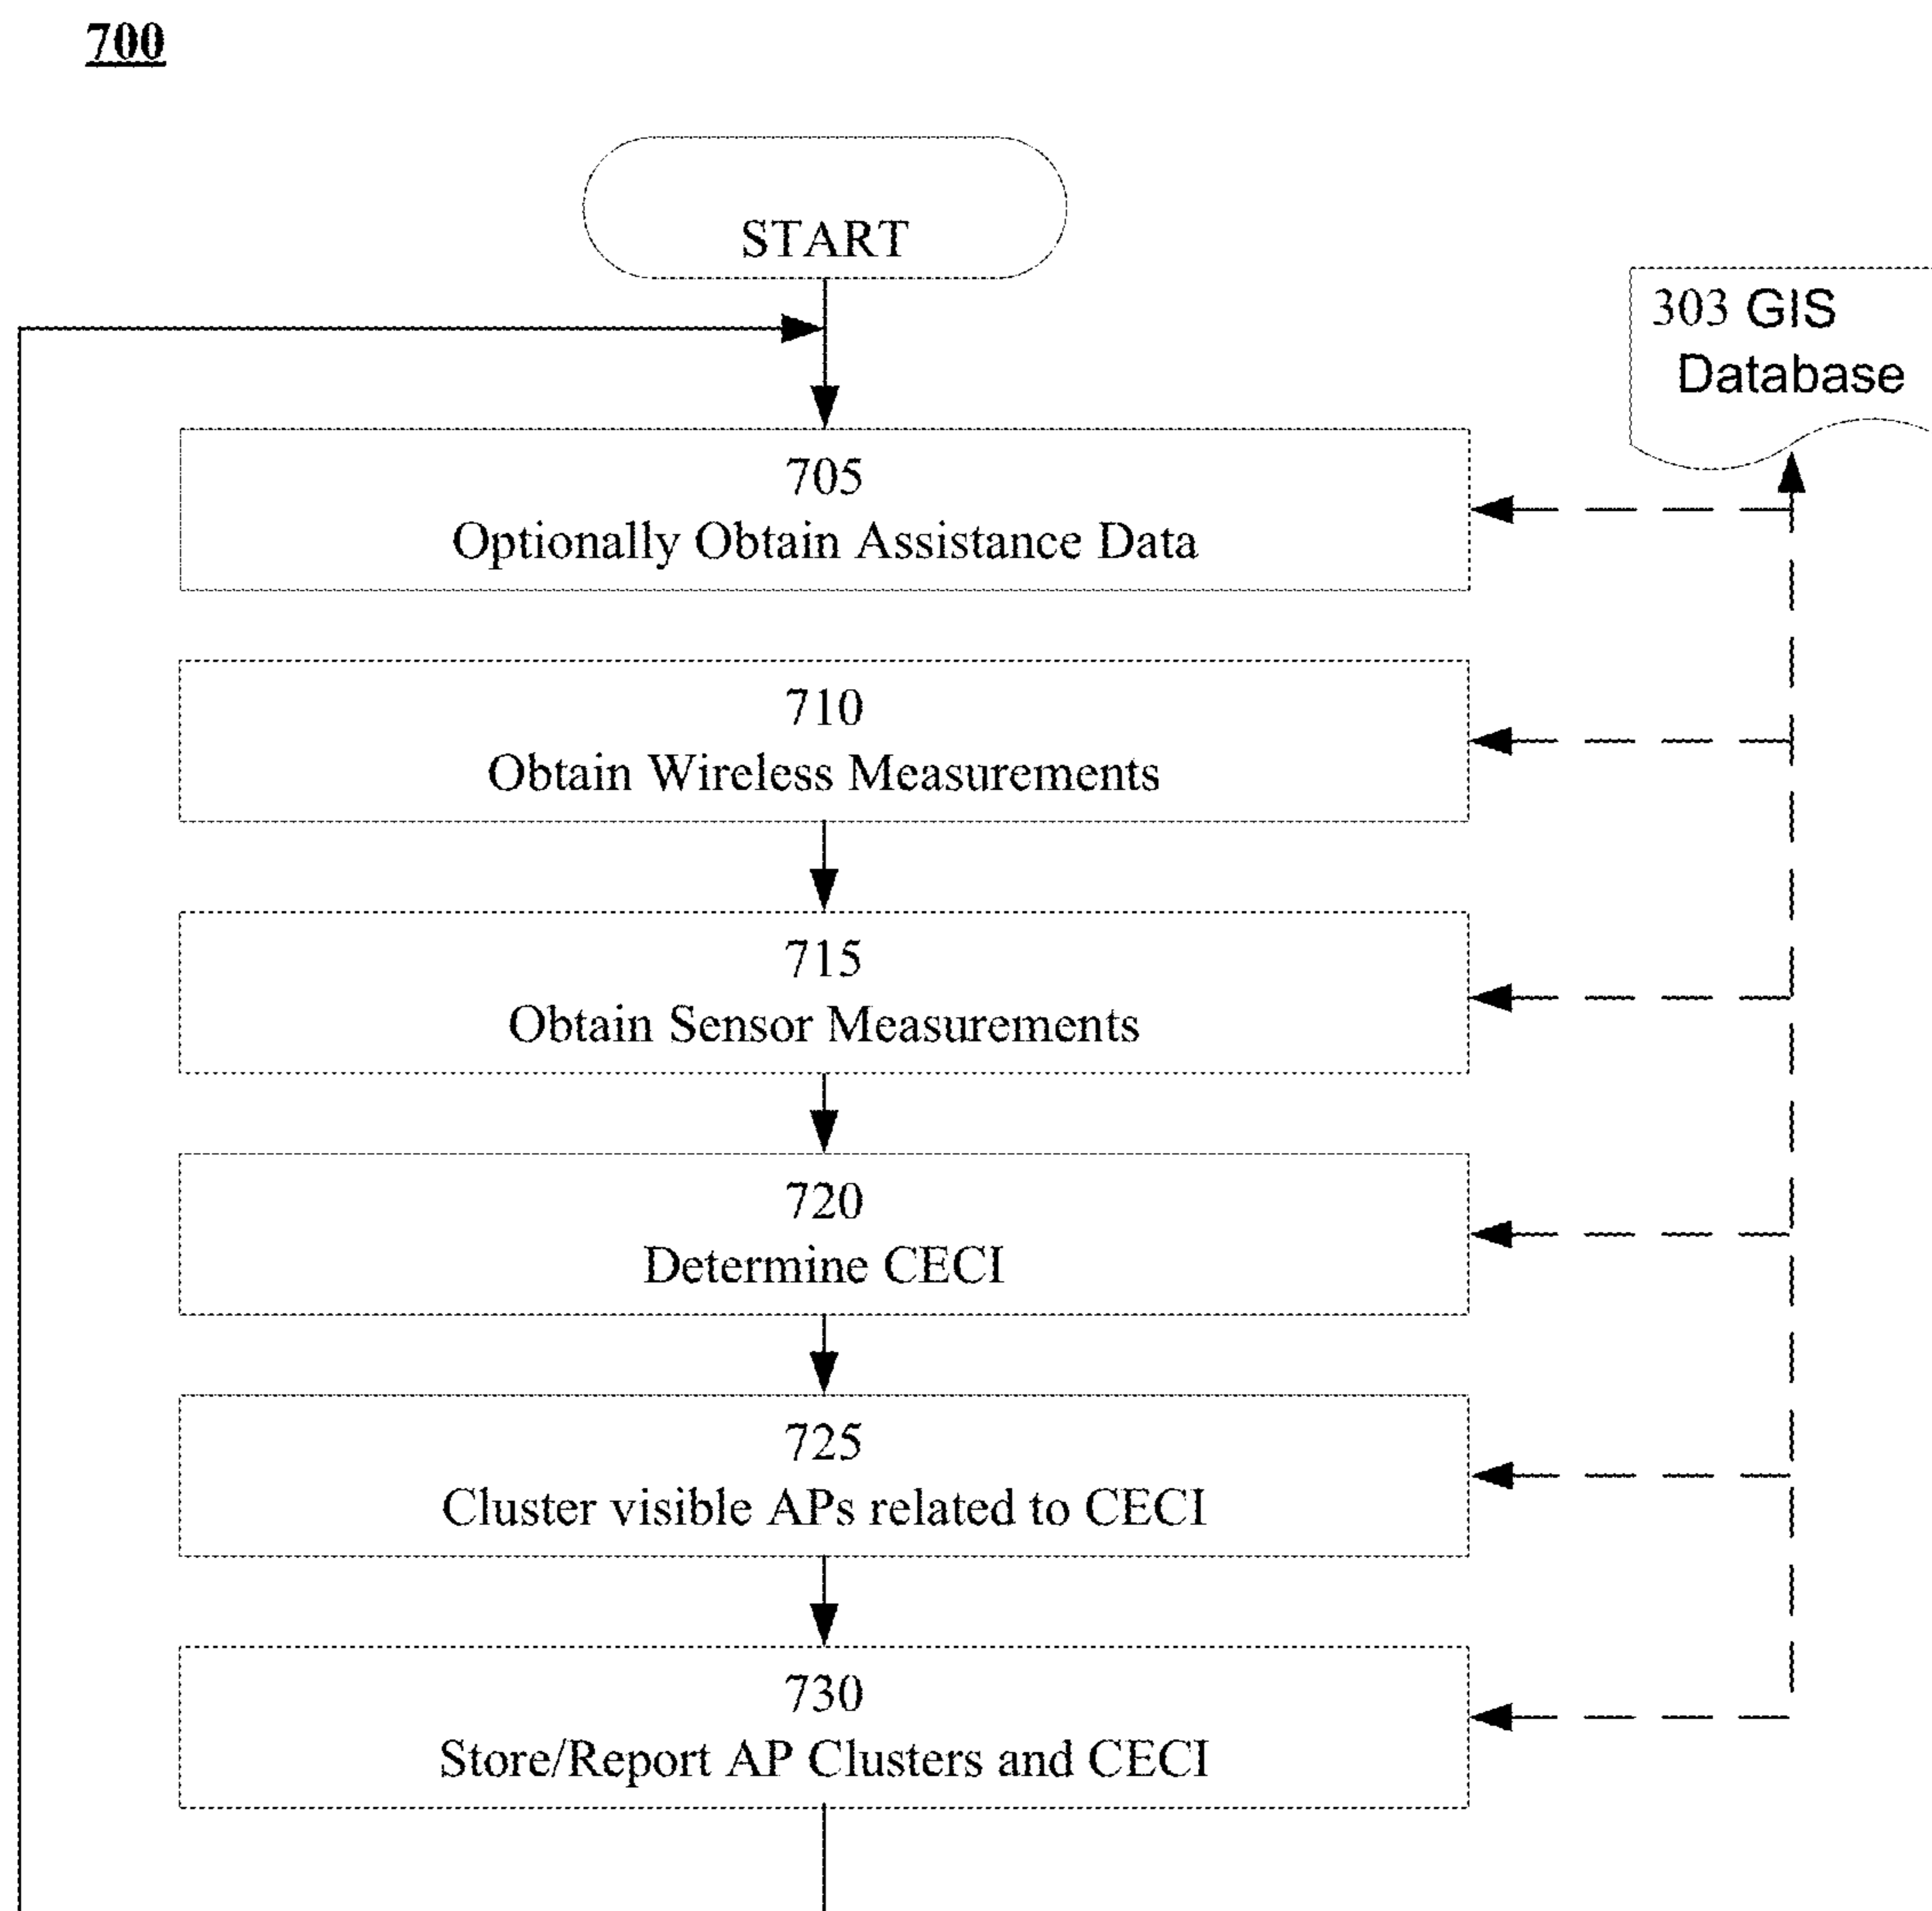 700
START
303 GIS
Database
705
Optionally Obtain Assistance Data
710
Obtain Wireless Measurements
715
Obtain Sensor Measurements
720
Determine CECI
725
Cluster visible APs related to CECI
730
Store/Report AP Clusters and CECI